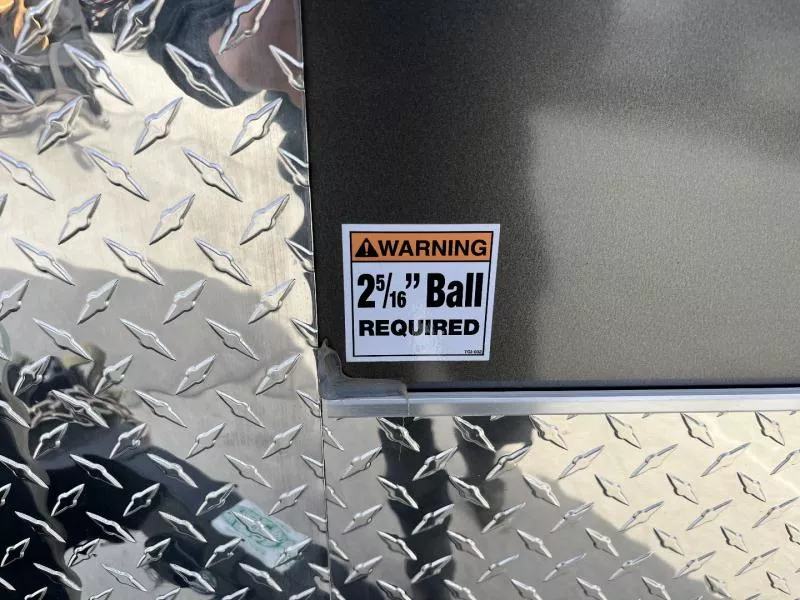 ⚠WARNING
2 5/16" Ball
REQUIRED